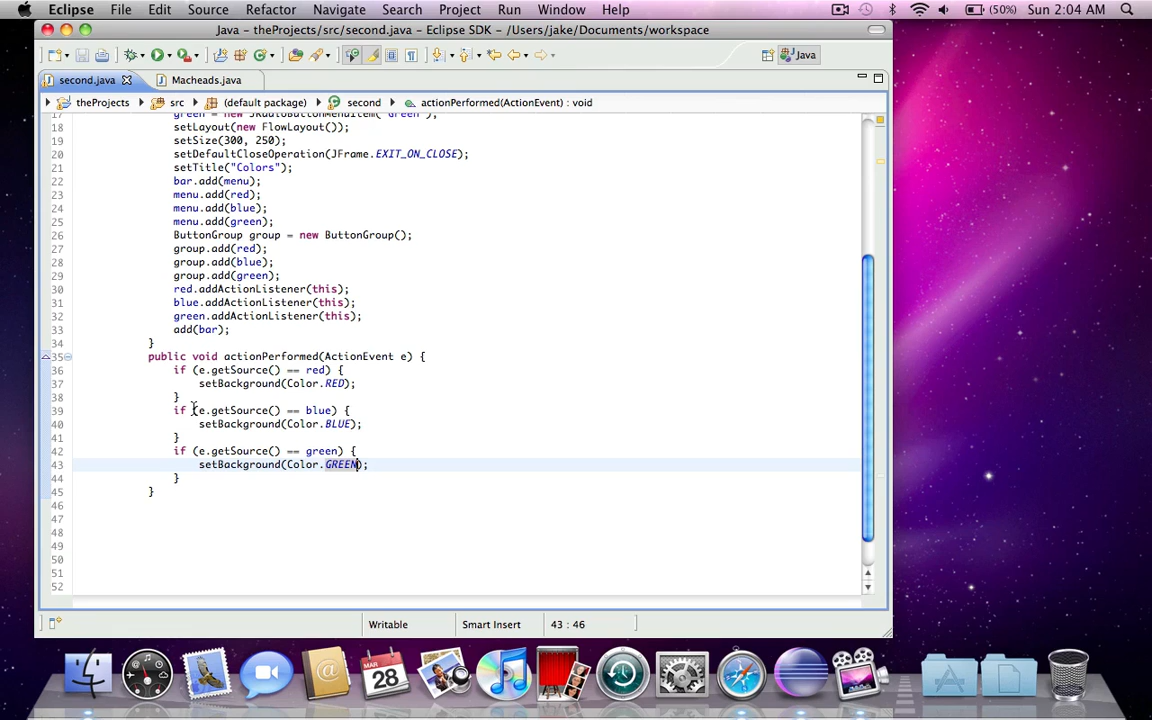 Eclipse File Edit Source Refactor Navigate Search Project Run Window Help (50%) Sun 2:04 AM
Java - theProjects/src/second.java - Eclipse SDK - /Users/jake/Documents/workspace
Java
second.java Macheads.java
theProjects src (default package) second actionPerformed(ActionEvent) : void
17 green = new JRadioButtonMenuItem("Green");
18 setLayout(new FlowLayout());
19 setSize(300, 250);
20 setDefaultCloseOperation(JFrame.EXIT_ON_CLOSE);
21 setTitle("Colors");
22 bar.add(menu);
23 menu.add(red);
24 menu.add(blue);
25 menu.add(green);
26 ButtonGroup group = new ButtonGroup();
27 group.add(red);
28 group.add(blue);
29 group.add(green);
30 red.addActionListener(this);
31 blue.addActionListener(this);
32 green.addActionListener(this);
33 add(bar);
34 }
35 public void actionPerformed(ActionEvent e) {
36 if (e.getSource() == red) {
37 setBackground(Color.RED);
38 }
39 if (e.getSource() == blue) {
40 setBackground(Color.BLUE);
41 }
42 if (e.getSource() == green) {
43 setBackground(Color.GREEN);
44 }
45 }
46
47
48
49
50
51
52
Writable Smart Insert 43 : 46
MAR
28